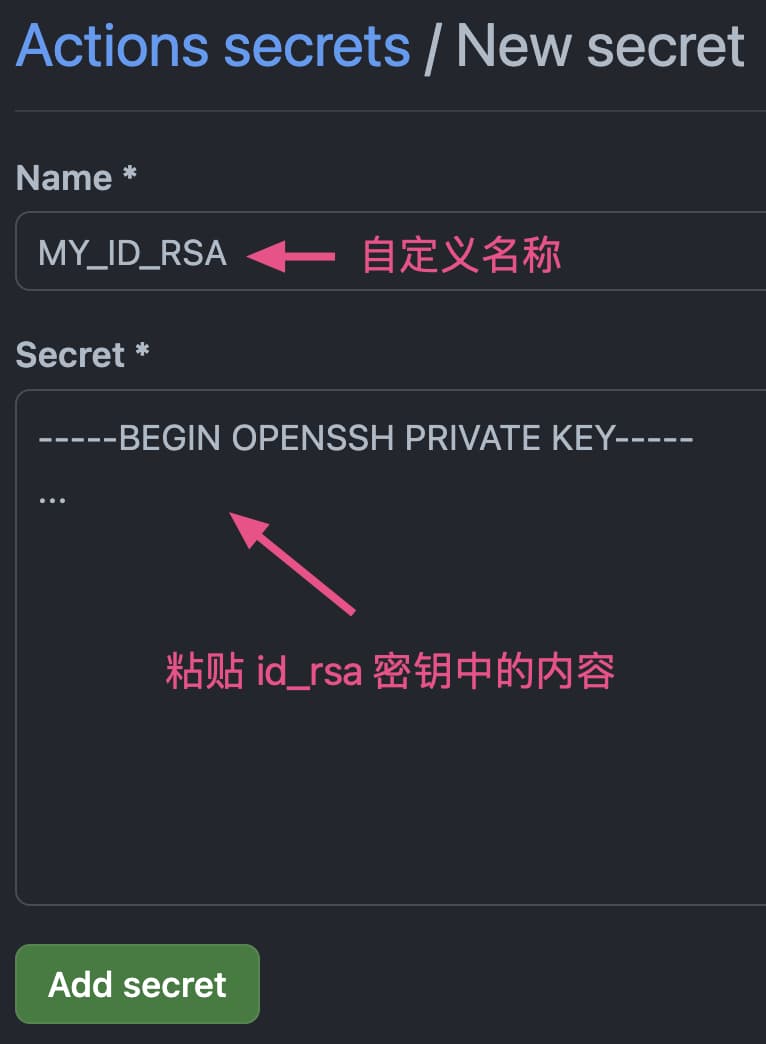 Actions secrets / New secret
Name *
MY_ID_RSA 自定义名称
Secret *
-----BEGIN OPENSSH PRIVATE KEY-----
...
粘贴 id_rsa 密钥中的内容
Add secret